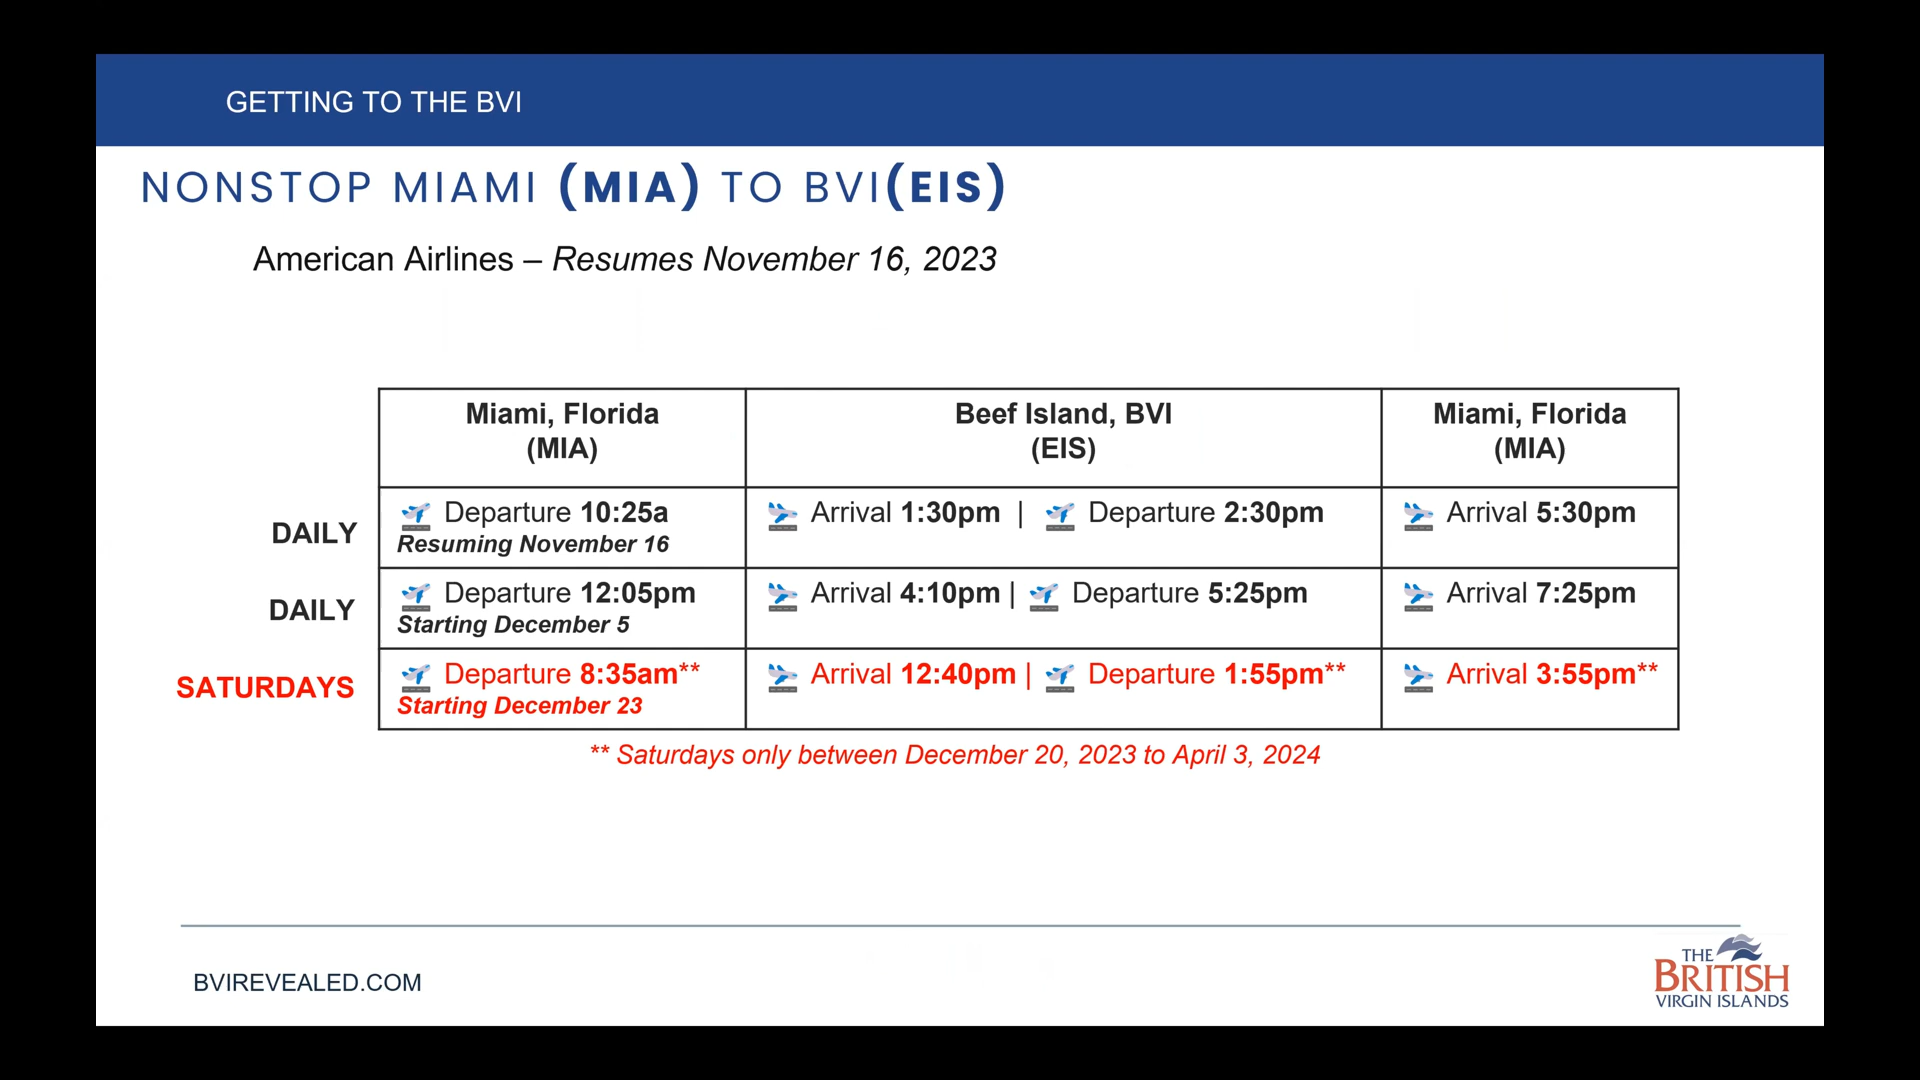 GETTING TO THE BVI
NONSTOP MIAMI (MIA) TO BVI(EIS)
American Airlines – Resumes November 16, 2023
Miami, Florida
(MIA)
Beef Island, BVI
(EIS)
Miami, Florida
(MIA)
DAILY
Departure 10:25a
Resuming November 16
Arrival 1:30pm | Departure 2:30pm
Arrival 5:30pm
DAILY
Departure 12:05pm
Starting December 5
Arrival 4:10pm | Departure 5:25pm
Arrival 7:25pm
SATURDAYS
Departure 8:35am**
Starting December 23
Arrival 12:40pm | Departure 1:55pm**
Arrival 3:55pm**
** Saturdays only between December 20, 2023 to April 3, 2024
BVIREVEALED.COM
THE
BRITISH
VIRGIN ISLANDS